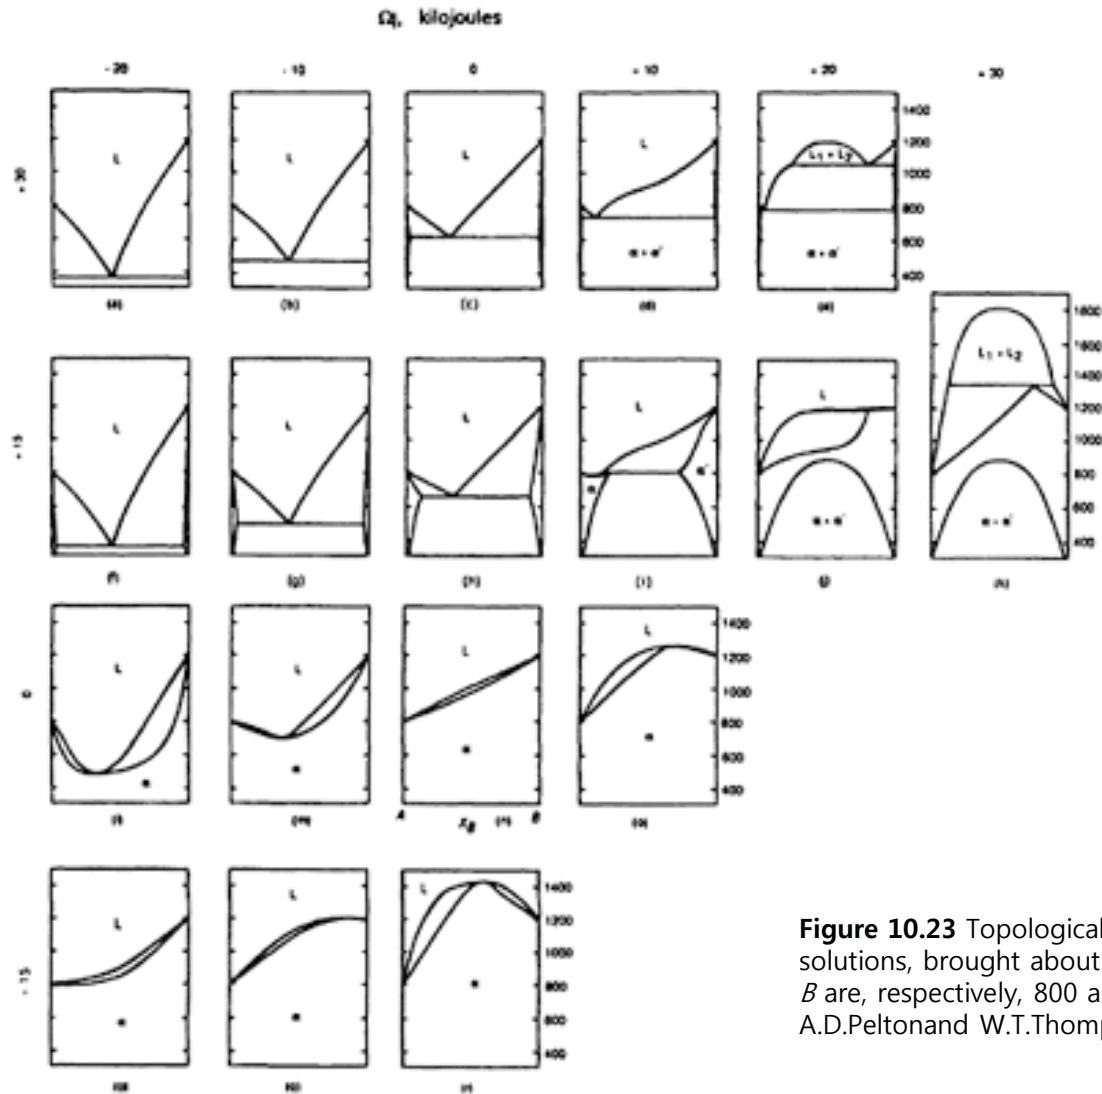 Ωl, kilojoules
- 20 - 10 0 + 10 + 20 + 30
+ 30
L L L L L1 + L2
1400
1200
1000
800
600
400
α + α' α + α'
(a) (b) (c) (d) (e)
+ 15
L L L L L L1 + L2
α α'
α + α' α + α'
1600
1400
1200
1000
800
600
400
(f) (g) (h) (i) (j) (k)
0
L L L L
α α α α
1400
1200
1000
800
600
400
(l) (m) A XB (n) B (o)
- 15
L L L
α α α
1400
1200
1000
800
600
400
Figure 10.23 Topological
solutions, brought about
B are, respectively, 800 a
A.D.Peltonand W.T.Thomp